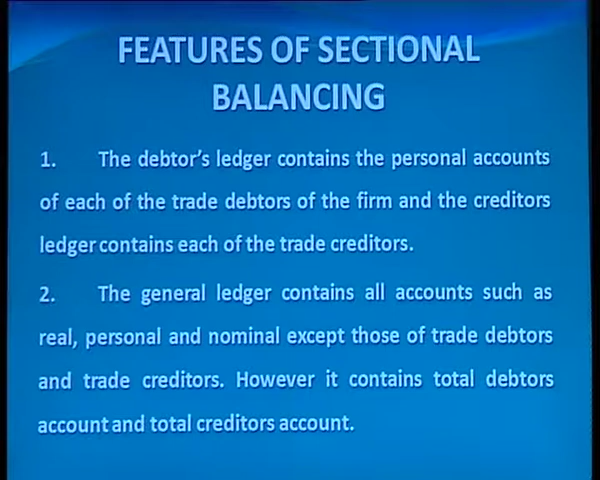 FEATURES OF SECTIONAL
BALANCING
1. The debtor's ledger contains the personal accounts
of each of the trade debtors of the firm and the creditors
ledger contains each of the trade creditors.
2. The general ledger contains all accounts such as
real, personal and nominal except those of trade debtors
and trade creditors. However it contains total debtors
account and total creditors account.